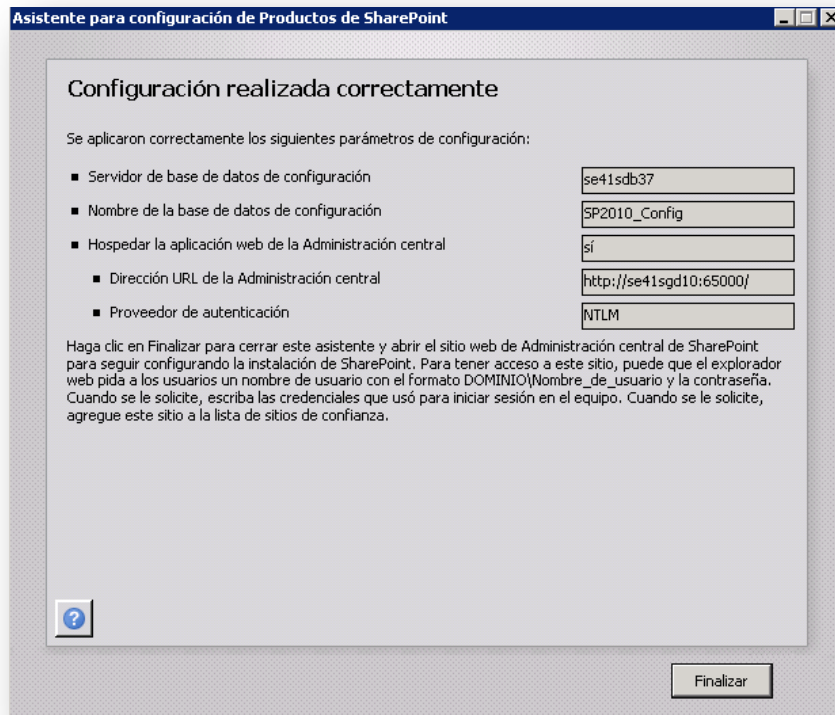 Asistente para configuración de Productos de SharePoint
Configuración realizada correctamente
Se aplicaron correctamente los siguientes parámetros de configuración:
Servidor de base de datos de configuración
se41sdb37
Nombre de la base de datos de configuración
SP2010_Config
Hospedar la aplicación web de la Administración central
sí
Dirección URL de la Administración central
http://se41sgd10:65000/
Proveedor de autenticación
NTLM
Haga clic en Finalizar para cerrar este asistente y abrir el sitio web de Administración central de SharePoint
para seguir configurando la instalación de SharePoint. Para tener acceso a este sitio, puede que el explorador
web pida a los usuarios un nombre de usuario con el formato DOMINIO\Nombre_de_usuario y la contraseña.
Cuando se le solicite, escriba las credenciales que usó para iniciar sesión en el equipo. Cuando se le solicite,
agregue este sitio a la lista de sitios de confianza.
Finalizar